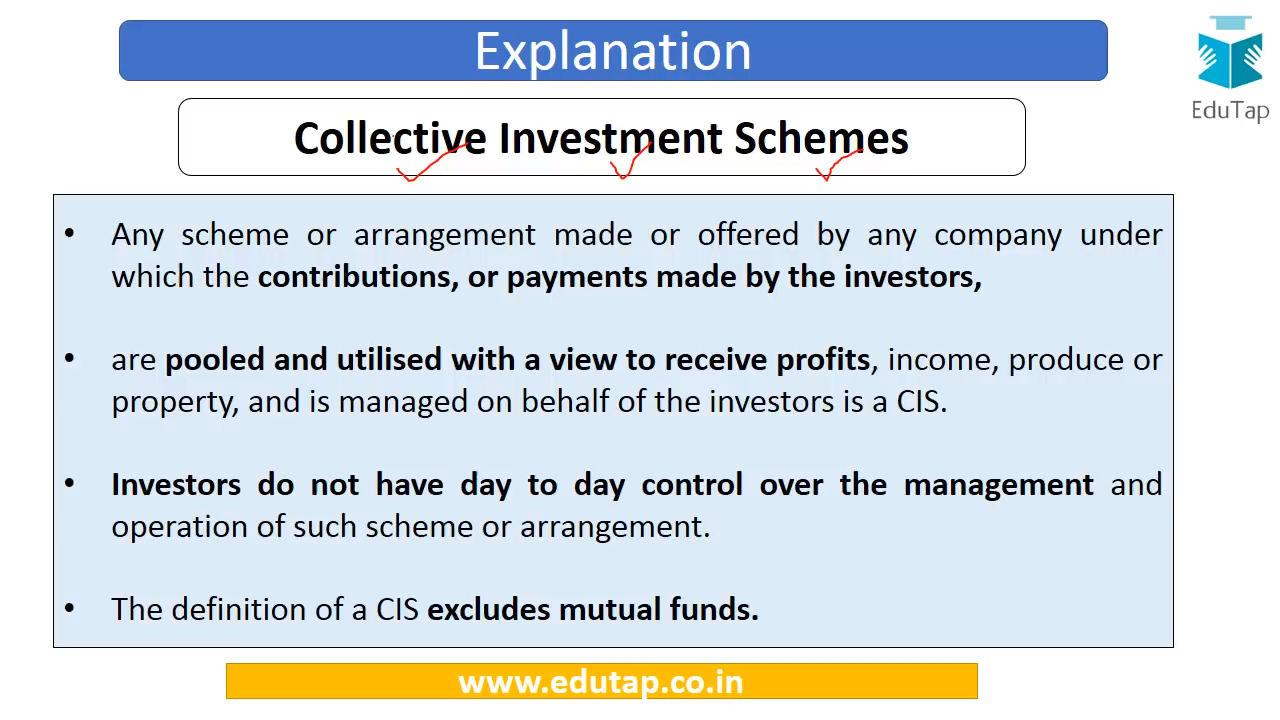 Explanation
EduTap
Collective Investment Schemes
• Any scheme or arrangement made or offered by any company under
which the contributions, or payments made by the investors,
• are pooled and utilised with a view to receive profits, income, produce or
property, and is managed on behalf of the investors is a CIS.
• Investors do not have day to day control over the management and
operation of such scheme or arrangement.
• The definition of a CIS excludes mutual funds.
www.edutap.co.in